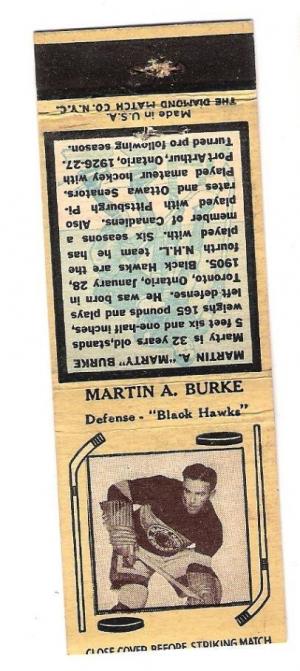 MARTIN A. "MARTY" BURKE
Marty is 32 years old, stands
5 feet and six and one-half inches,
weighs 165 pounds and plays
left defense. He was born in
Toronto, Ontario, January 28,
1905. Black Hawks are the
fourth N.H.L. team he has
played with. Six seasons a
member of Canadiens. Also
played with Pittsburgh Pi-
rates and Ottawa Senators.
Played amateur hockey with
Port Arthur, Ontario, 1926-27.
Turned pro following season.
Made in U.S.A.
THE DIAMOND MATCH CO. N.Y.C.
MARTIN A. BURKE
Defense - "Black Hawks"
CLOSE COVER BEFORE STRIKING MATCH